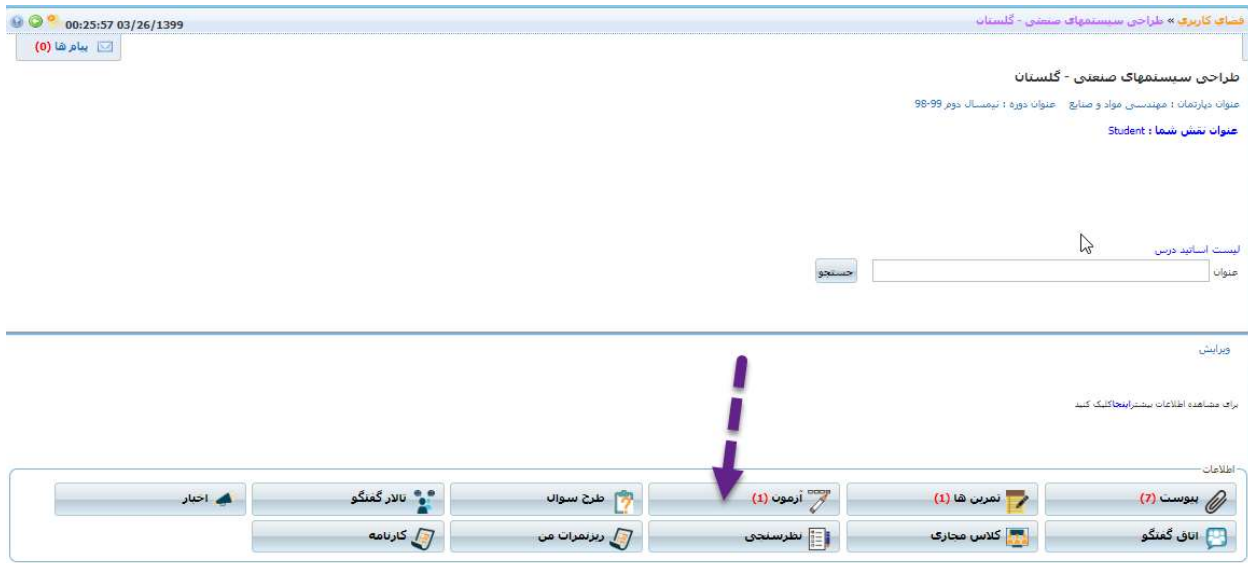 فضای کاربری » طراحی سیستمهای صنعتی - گلستان
00:25:57 03/26/1399
پیام ها (0)
طراحی سیستمهای صنعتی - گلستان
عنوان دپارتمان : مهندسی مواد و صنایع عنوان دوره : نیمسال دوم 99-98
عنوان نقش شما : Student
لیست اساتید درس
عنوان جستجو
ویرایش
برای مشاهده اطلاعات بیشتراینجاکلیک کنید
اطلاعات
پیوست (7) تمرین ها (1) آزمون (1) طرح سوال تالار گفتگو اخبار
اتاق گفتگو کلاس مجازی نظرسنجی ریزنمرات من کارنامه